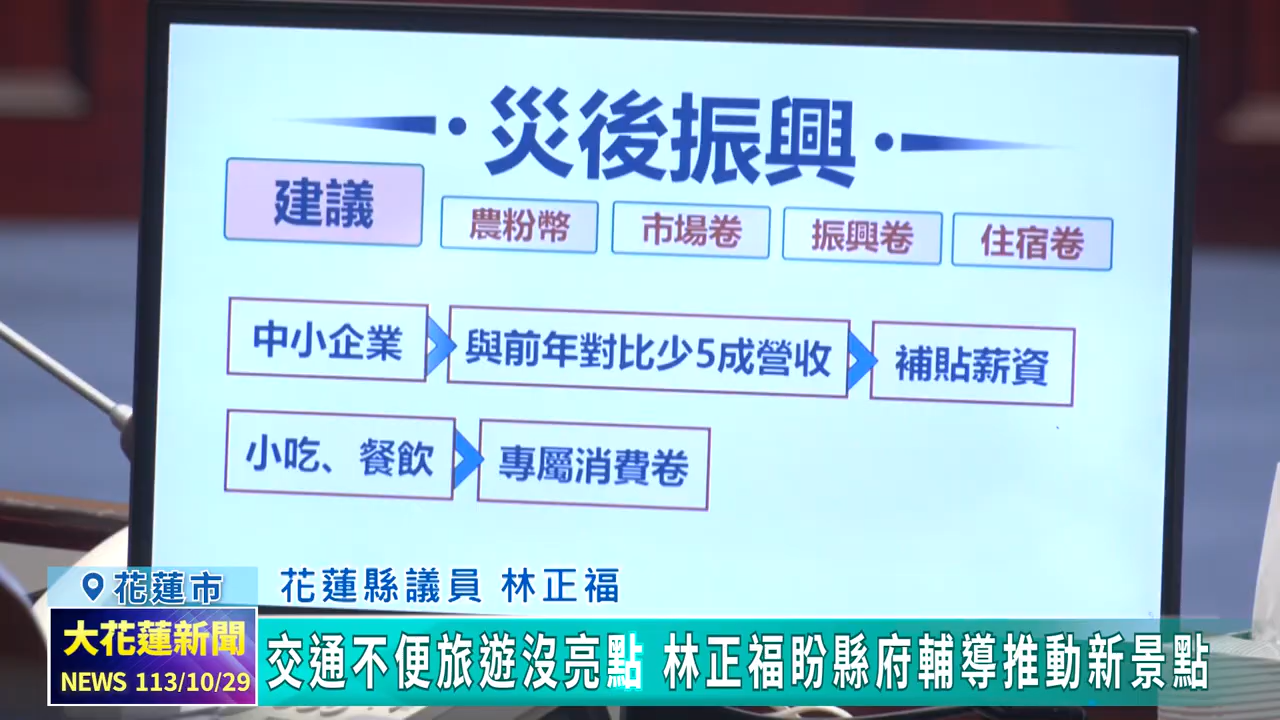 災後振興
建議 農粉幣 市場卷 振興卷 住宿卷
中小企業 與前年對比少5成營收 補貼薪資
小吃、餐飲 專屬消費卷
花蓮市 花蓮縣議員 林正福
大花蓮新聞
NEWS 113/10/29
交通不便旅遊沒亮點 林正福盼縣府輔導推動新景點